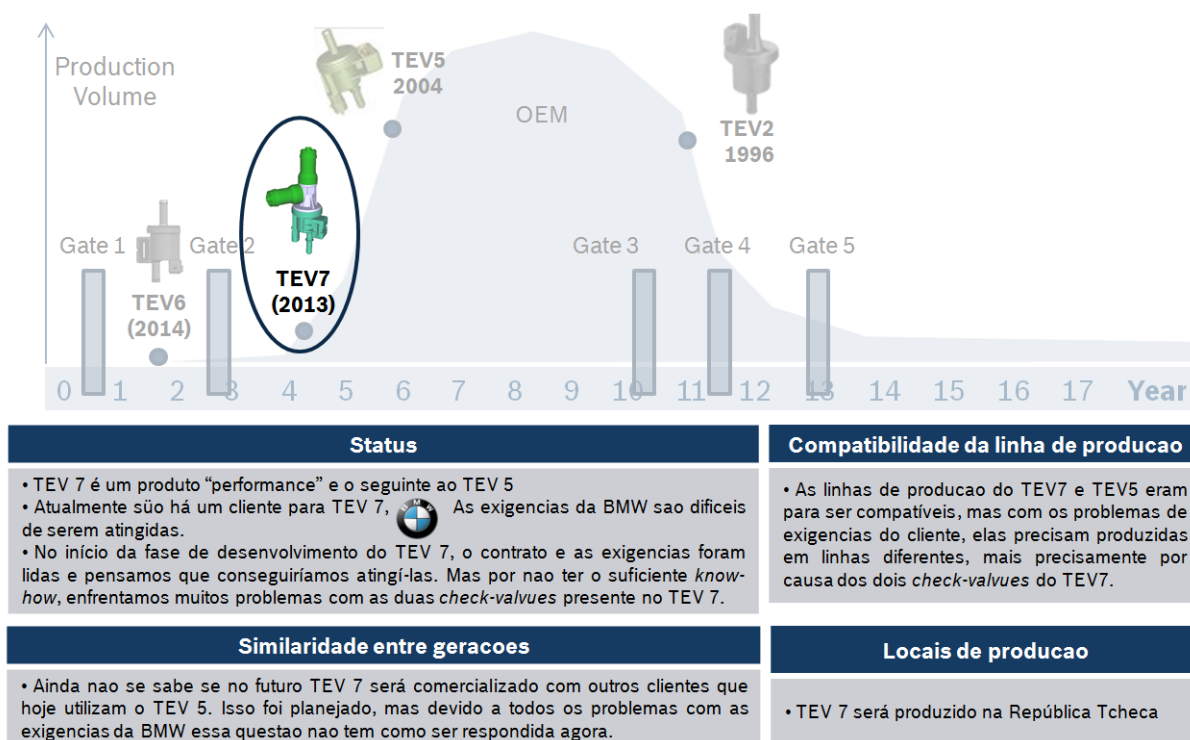 Production
Volume
TEV5
2004
OEM
TEV2
1996
Gate 1
Gate 2
TEV7
(2013)
TEV6
(2014)
Gate 3
Gate 4
Gate 5
0 1 2 3 4 5 6 7 8 9 10 11 12 13 14 15 16 17 Year
Status
• TEV 7 é um produto “performance” e o seguinte ao TEV 5
• Atualmente süo há um cliente para TEV 7, BMW As exigencias da BMW sao dificeis
de serem atingidas.
• No início da fase de desenvolvimento do TEV 7, o contrato e as exigencias foram
lidas e pensamos que conseguiríamos atingí-las. Mas por nao ter o suficiente know-
how, enfrentamos muitos problemas com as duas check-valvues presente no TEV 7.
Compatibilidade da linha de producao
• As linhas de producao do TEV7 e TEV5 eram
para ser compatíveis, mas com os problemas de
exigencias do cliente, elas precisam produzidas
em linhas diferentes, mais precisamente por
causa dos dois check-valvues do TEV7.
Similaridade entre geracoes
• Ainda nao se sabe se no futuro TEV 7 será comercializado com outros clientes que
hoje utilizam o TEV 5. Isso foi planejado, mas devido a todos os problemas com as
exigencias da BMW essa questao nao tem como ser respondida agora.
Locais de producao
• TEV 7 será produzido na República Tcheca